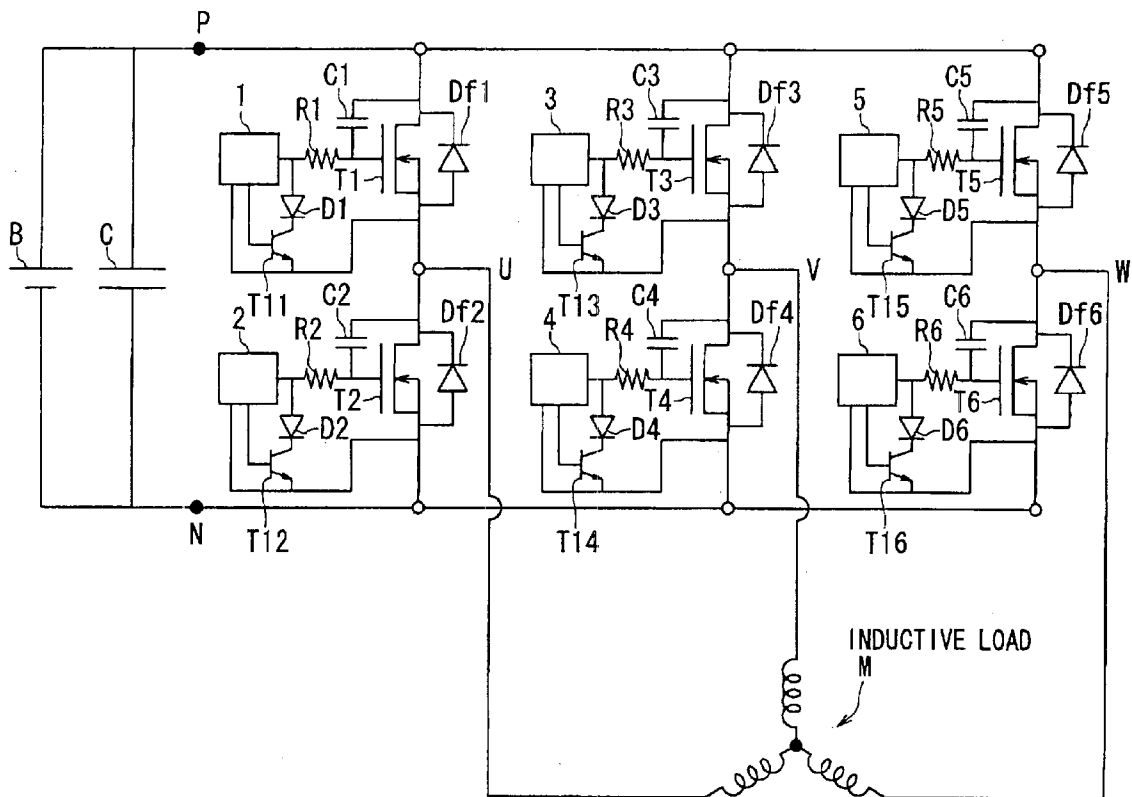 P
C1 C3 C5
1 R1 Df1 3 R3 Df3 5 R5 Df5
T1 T3 T5
D1 D3 D5
B C U V W
T11 C2 T13 C4 T15 C6
2 R2 Df2 4 R4 Df4 6 R6 Df6
T2 T4 T6
D2 D4 D6
N T12 T14 T16
INDUCTIVE LOAD
M